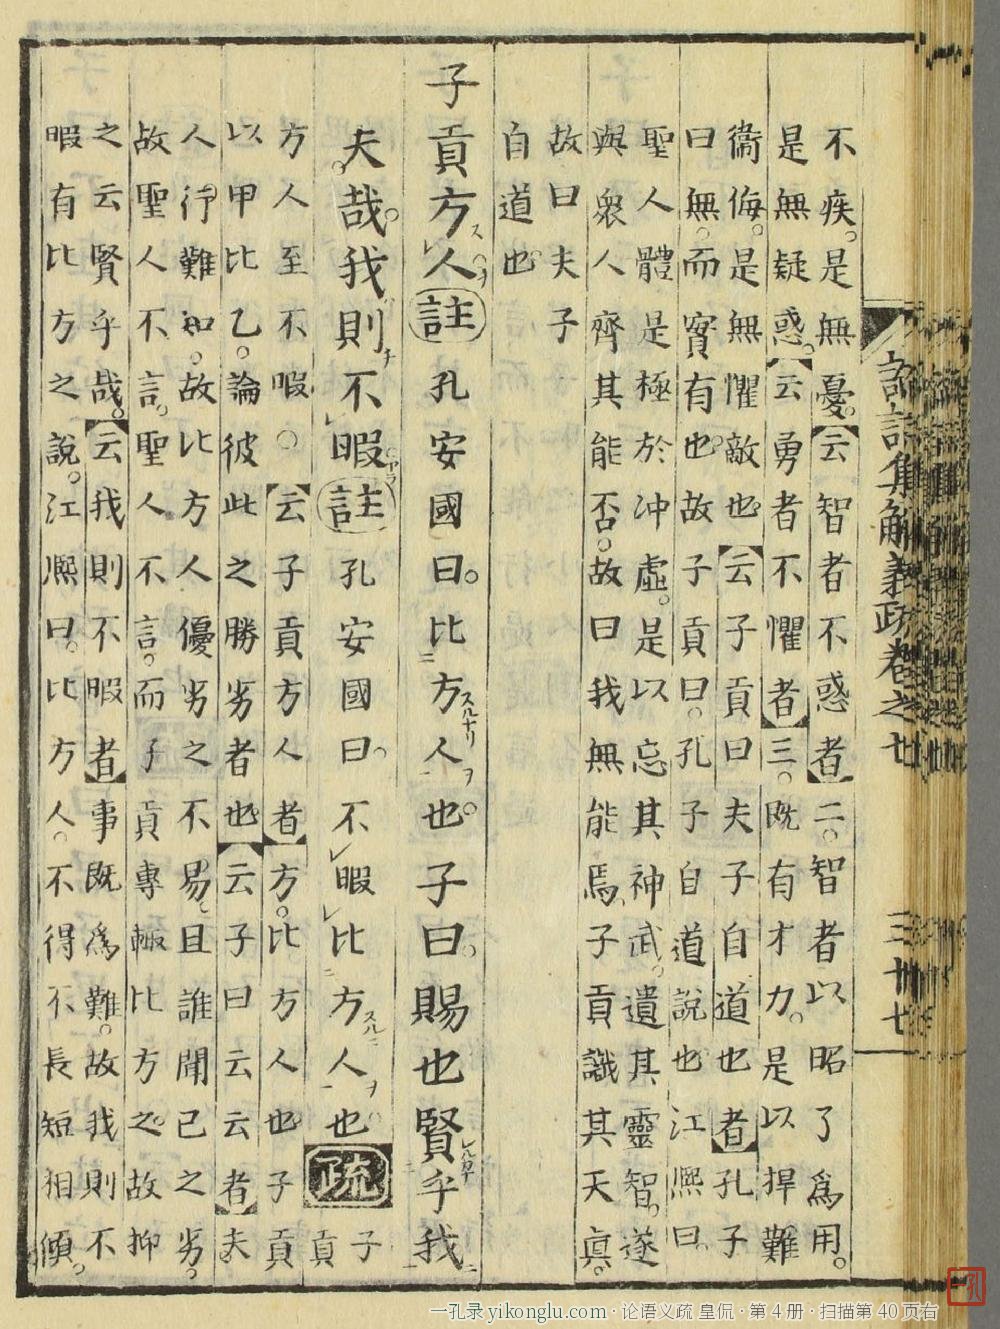 不疾。是無憂。云智者不惑者二。智者以昭了為用。
是無疑惑。云勇者不懼者三。既有才力。是以捍難
衞侮。是無懼敵也云子貢曰夫子自道也者孔子
曰無。而實有也。故子貢曰。孔子自道說也江熙曰。
聖人體是極於冲虛。是以忘其神武。遺其靈智。遂
與衆人齊其能否。故曰我無能焉、子貢識其天真。
故曰夫子
自道也。
子貢方人註孔安國曰。比方人也。子曰。賜也賢乎我
夫。哉。我則不暇註孔安國曰。不暇比方人也疏子貢
方人至不暇○云子貢方人者方。比方人也子貢
以甲比乙。論彼此之勝劣者也云子曰云云者夫
人行難知。故比方人優劣之不易、且誰聞己之劣。
故聖人不言。聖人不言。而子貢專輙比方之故抑
之云賢乎哉。云我則不暇者事既為難。故我則不
暇有比方之說。江熙曰。比方人。不得不長短相傾。
論語集解義疏卷之七
三十七
一孔录 yikonglu.com · 论语义疏 皇侃 · 第 4 册 · 扫描第 40 页右